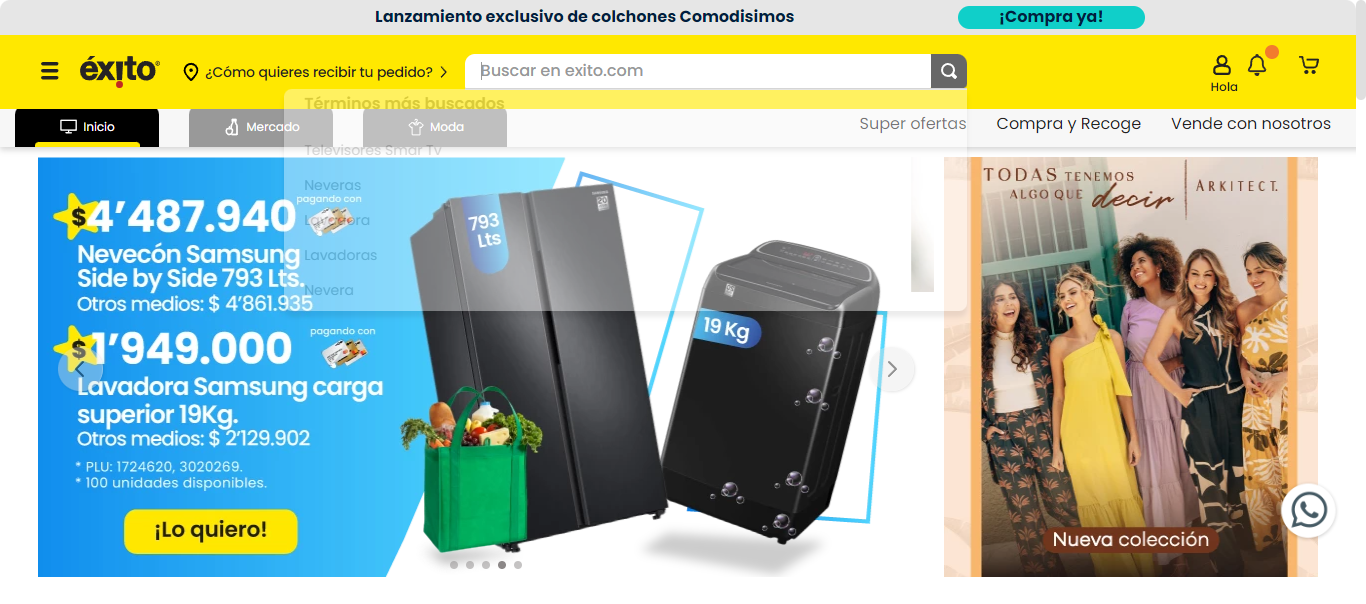 Lanzamiento exclusivo de colchones Comodisimos
¡Compra ya!
éxito
¿Cómo quieres recibir tu pedido?
Buscar en exito.com
Hola
Términos más buscados
Inicio
Mercado
Moda
Super ofertas
Compra y Recoge
Vende con nosotros
Televisores Smar Tv
Neveras
Lavadora
Lavadoras
Nevera
$4’487.940
pagando con
Nevecón Samsung
Side by Side 793 Lts.
Otros medios: $ 4’861.935
$1’949.000
pagando con
Lavadora Samsung carga
superior 19Kg.
Otros medios: $ 2’129.902
* PLU: 1724620, 3020269.
* 100 unidades disponibles.
¡Lo quiero!
793
Lts
19 Kg
TODAS TENEMOS
ALGO QUE decir
ARKITECT.
Nueva colección